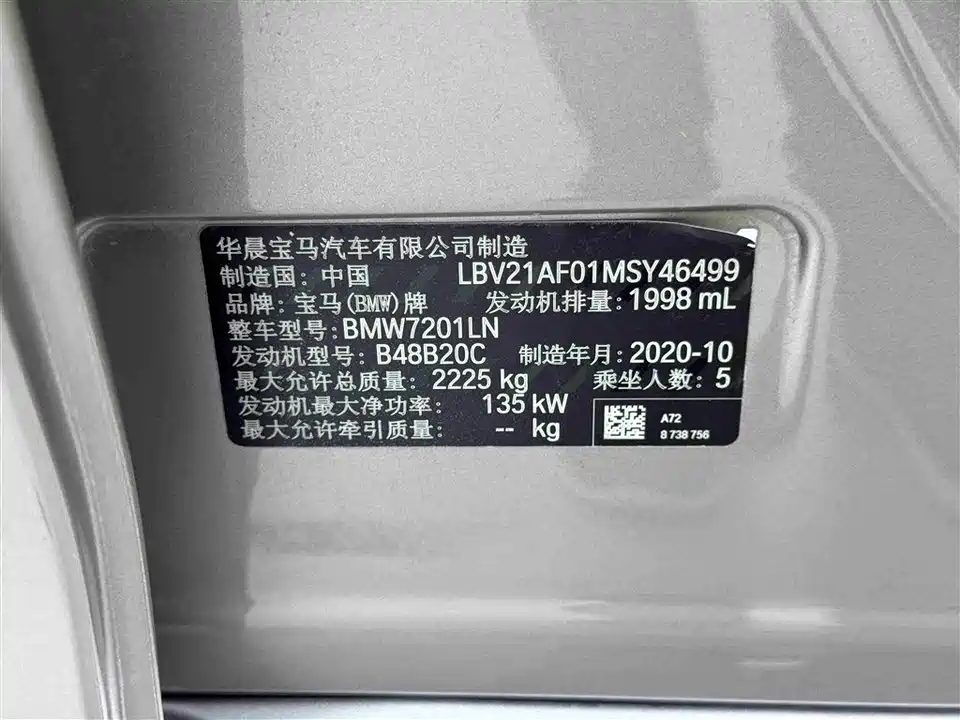 华晨宝马汽车有限公司制造
制造国: 中国 LBV21AF01MSY46499
品牌: 宝马(BMW)牌 发动机排量: 1998 mL
整车型号: BMW7201LN
发动机型号: B48B20C 制造年月: 2020-10
最大允许总质量: 2225 kg 乘坐人数: 5
发动机最大净功率: 135 kW
最大允许牵引质量: -- kg
A72
8 738 756